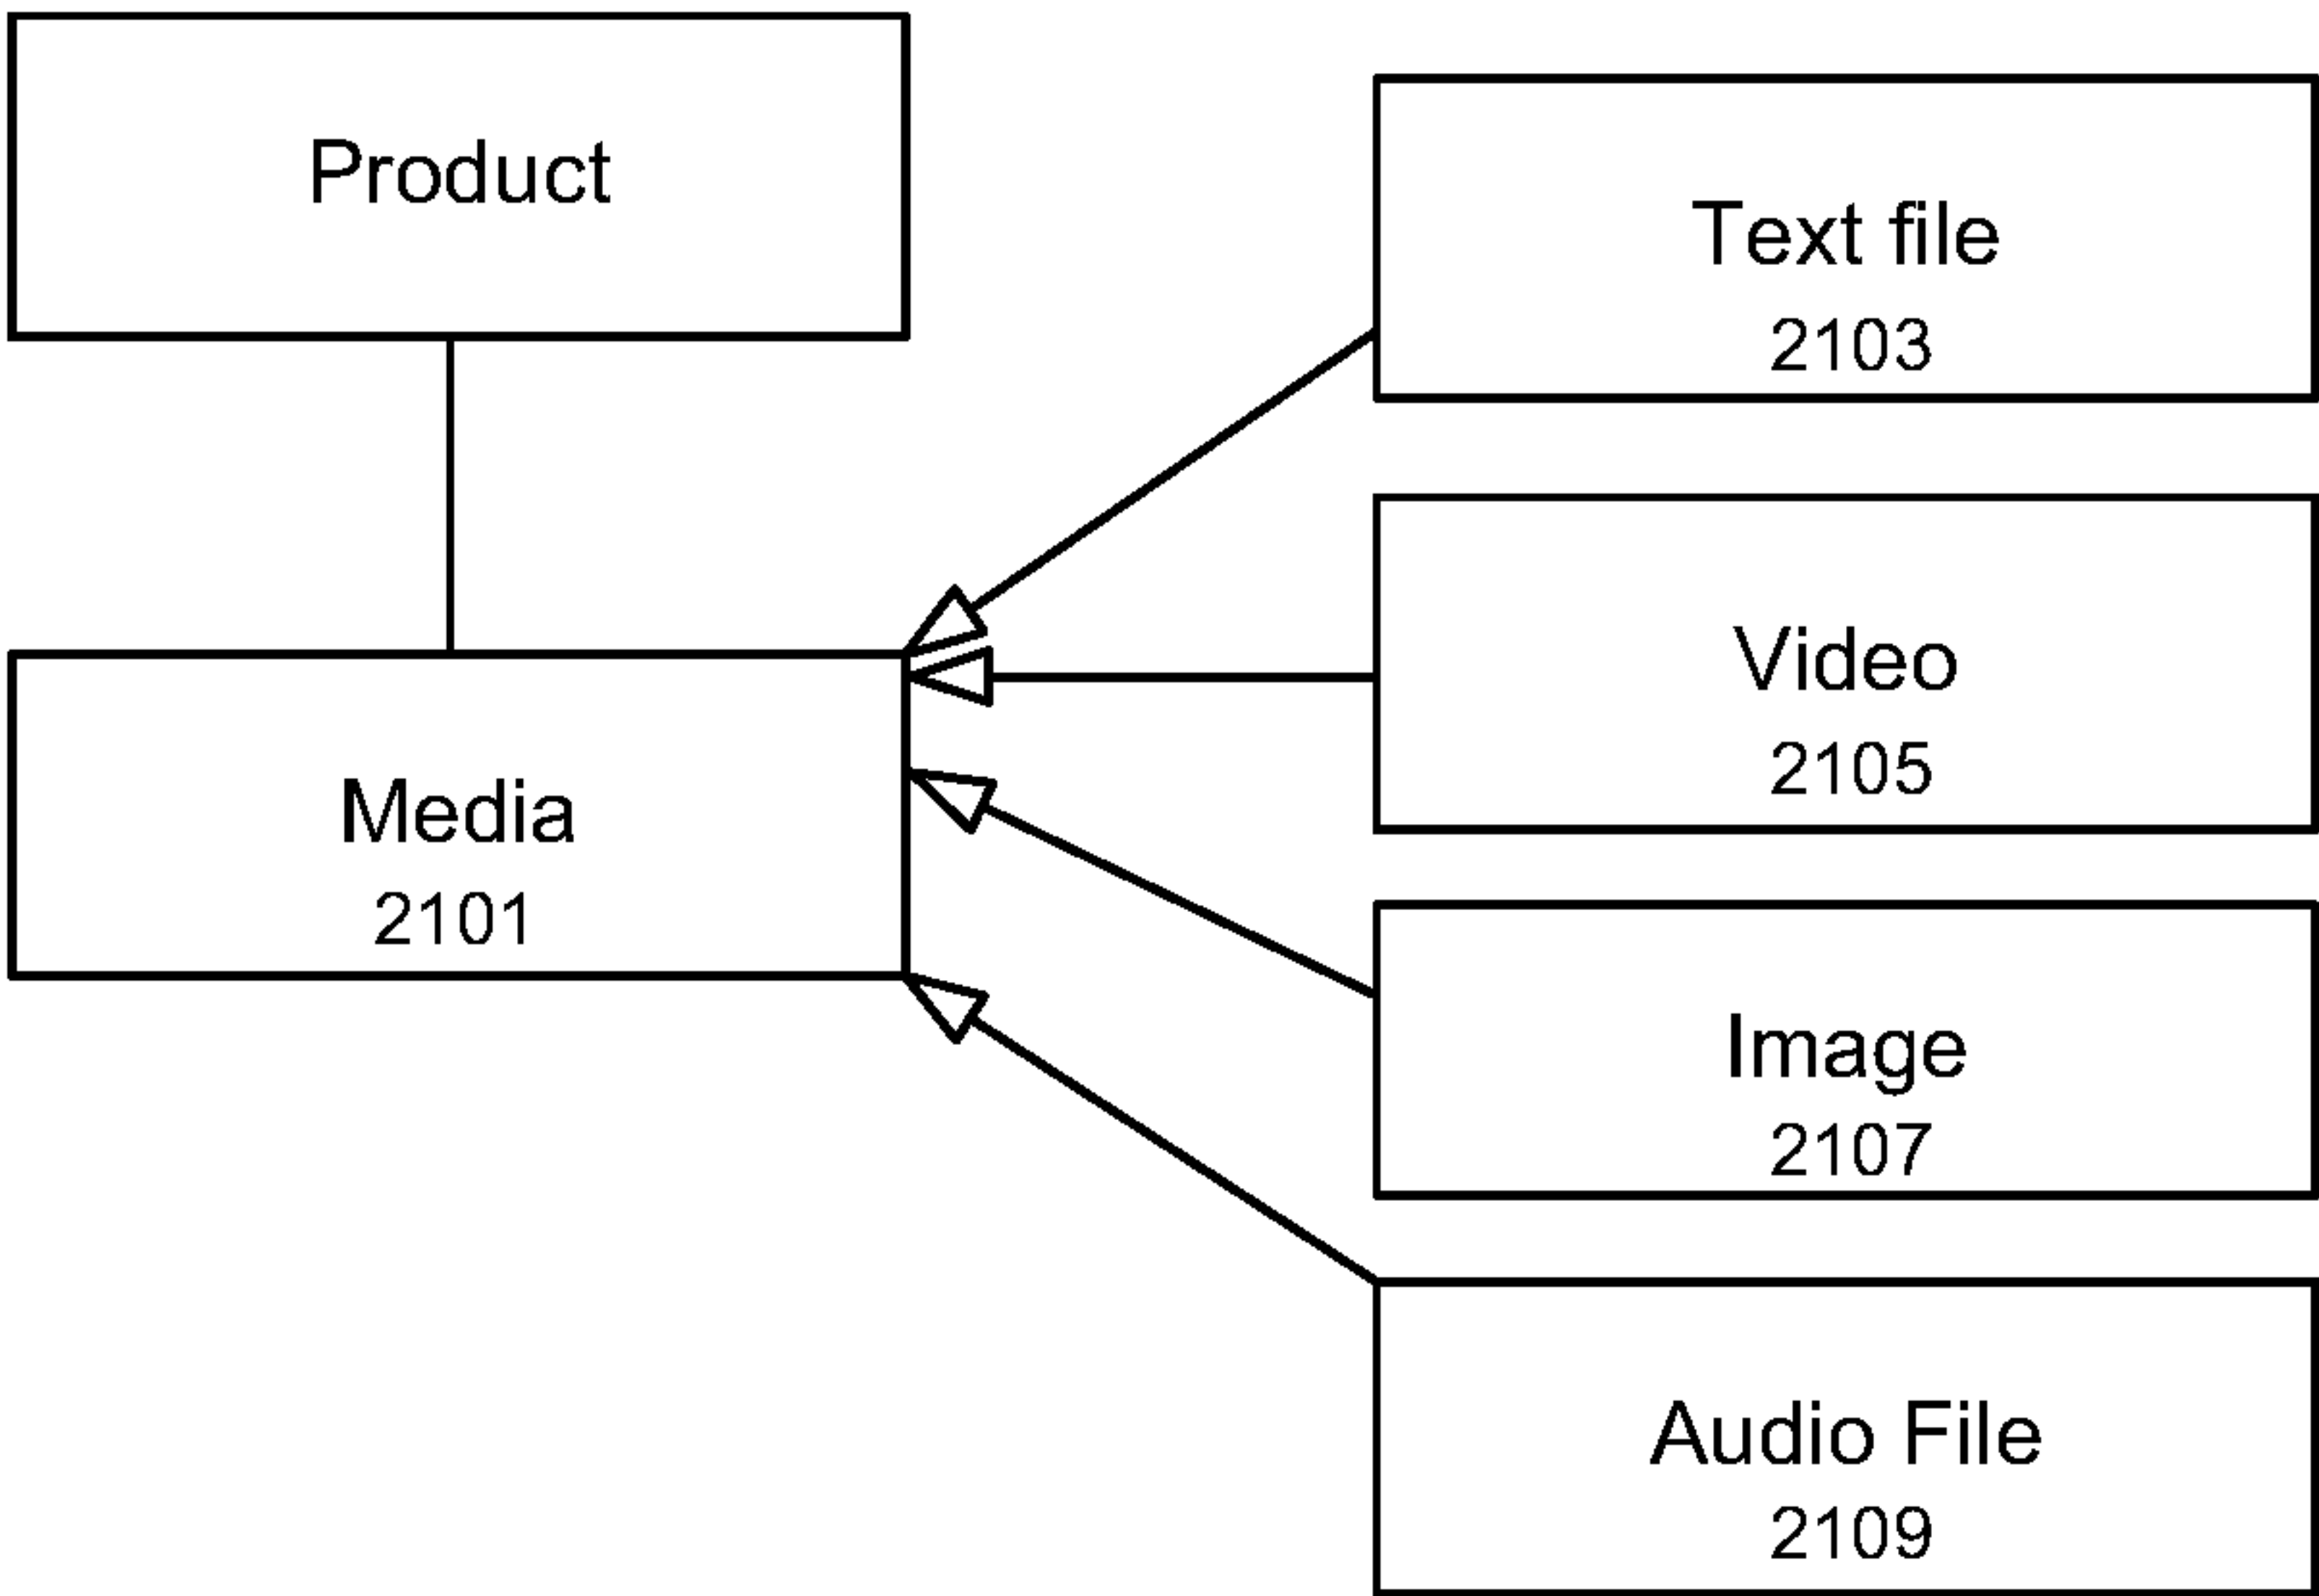 Product
Media
2101
Text file
2103
Video
2105
Image
2107
Audio File
2109